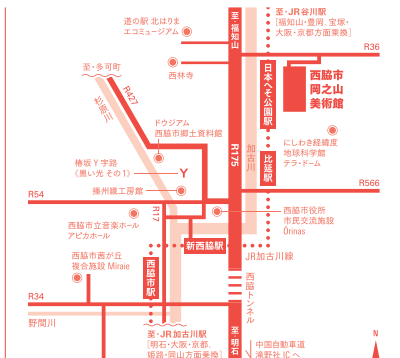 道の駅 北はりま
エコミュージアム
至・福知山
至・JR谷川駅
[福知山・豊岡、宝塚・
大阪・京都方面乗換]
R36
西林寺
至・多可町
R427
杉原川
日本へそ公園駅
西脇市
岡之山
美術館
ドウジアム
西脇市郷土資料館
R175
加古川
にしわき経緯度
地球科学館
テラ・ドーム
椿坂Y字路
《黒い光 その1》
Y
比延駅
播州織工房館
R566
R54
R17
西脇市役所
市民交流施設
Orinas
西脇市立音楽ホール
アピカホール
新西脇駅
JR加古川線
西脇市茜が丘
複合施設 Miraie
西脇市駅
西脇トンネル
R34
野間川
至・JR加古川駅
[明石・大阪・京都、
姫路・岡山方面乗換]
至・明石
中国自動車道
滝野社ICへ
N